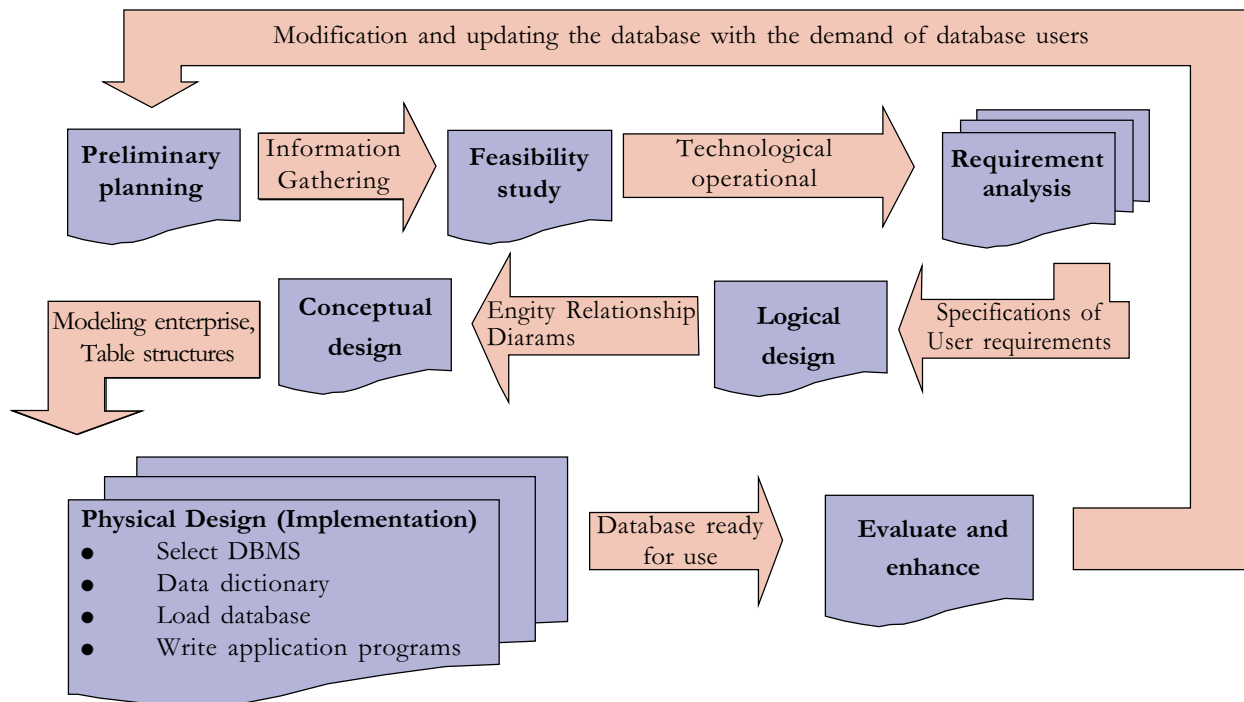 Modification and updating the database with the demand of database users
Preliminary
planning
Information
Gathering
Feasibility
study
Technological
operational
Requirement
analysis
Specifications of
User requirements
Logical
design
Engity Relationship
Diarams
Conceptual
design
Modeling enterprise,
Table structures
Physical Design (Implementation)
● Select DBMS
● Data dictionary
● Load database
● Write application programs
Database ready
for use
Evaluate and
enhance